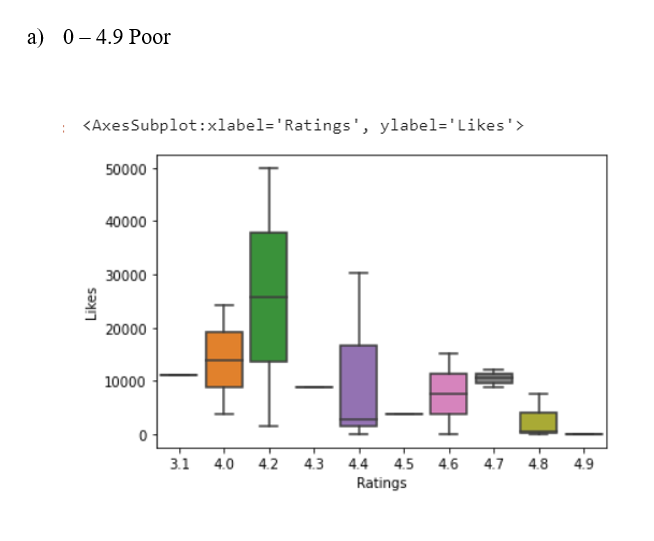 a) 0 – 4.9 Poor
: <AxesSubplot:xlabel='Ratings', ylabel='Likes'>
50000
40000
30000
20000
10000
0
Likes
3.1 4.0 4.2 4.3 4.4 4.5 4.6 4.7 4.8 4.9
Ratings